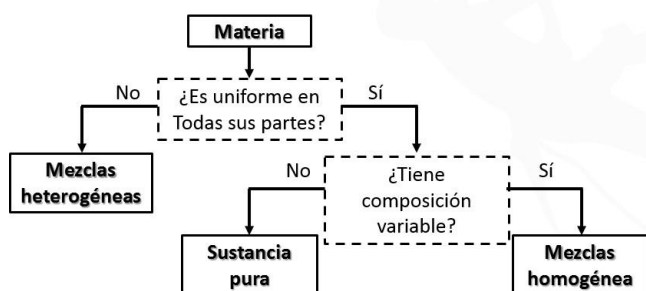 Materia
No
¿Es uniforme en
Todas sus partes?
Sí
Mezclas
heterogéneas
No
¿Tiene
composición
variable?
Sí
Sustancia
pura
Mezclas
homogénea